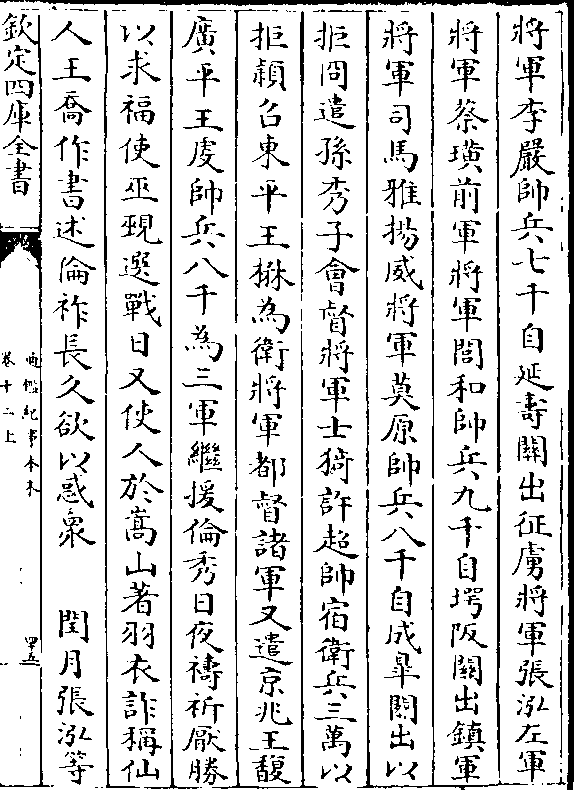 將軍李嚴帥兵七千自延壽關出征虜將軍張泓左軍
將軍蔡璜前軍將軍閭和帥兵九千自堮阪關出鎮軍
將軍司馬雅揚威將軍莫原帥兵八千自成臯關出以
拒冏遣孫秀子會督將軍士猗許超帥宿衛兵三萬以
拒穎召東平王楙為衛將軍都督諸軍又遣京兆王馥
廣平王虔帥兵八千為三軍繼援倫秀日夜禱祈厭勝
以求福使巫覡選戰日又使人於嵩山著羽衣詐稱仙
人王喬作書述倫祚長久欲以惑衆 閏月張泓等
欽定四庫全書
通鑑紀事本末
卷十二上
四十五